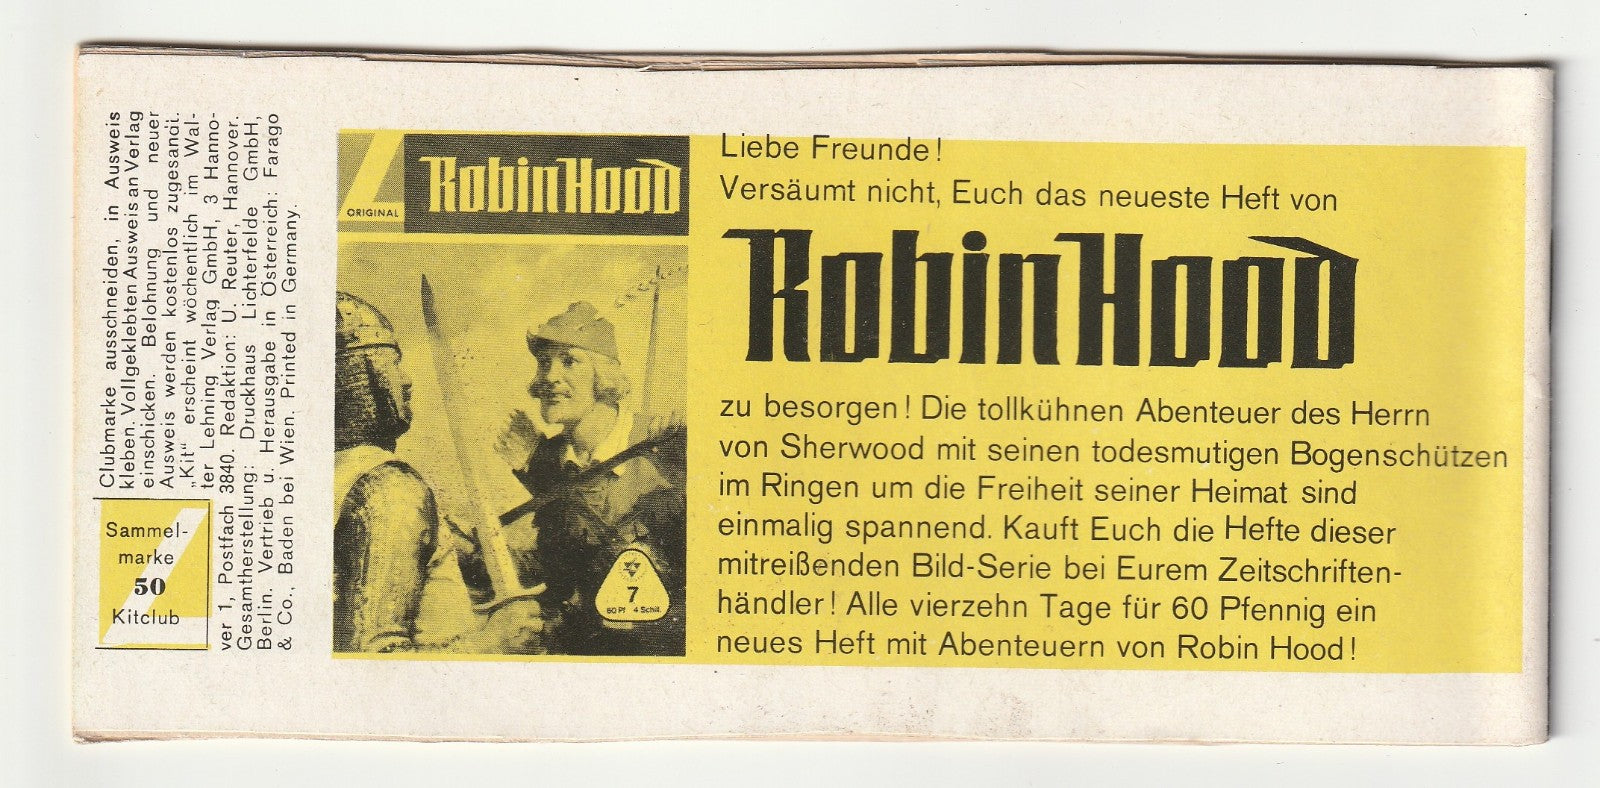 Clubmarke ausschneiden, in Ausweis
kleben. Vollgeklebten Ausweis an Verlag
einschicken. Belohnung und neuer
Ausweis werden kostenlos zugesandt.
„Kit" erscheint wöchentlich im Wal-
ter Lehning Verlag GmbH, 3 Hanno-
ver 1, Postfach 3840. Redaktion: U. Reuter, Hannover.
Gesamtherstellung: Druckhaus Lichterfelde GmbH,
Berlin. Vertrieb u. Herausgabe in Österreich: Farago
& Co., Baden bei Wien. Printed in Germany.
Sammel-
marke
50
Kitclub
ORIGINAL
Robin Hood
7
60 Pf 4 Schill.
Liebe Freunde!
Versäumt nicht, Euch das neueste Heft von
Robin Hood
zu besorgen! Die tollkühnen Abenteuer des Herrn
von Sherwood mit seinen todesmutigen Bogenschützen
im Ringen um die Freiheit seiner Heimat sind
einmalig spannend. Kauft Euch die Hefte dieser
mitreißenden Bild-Serie bei Eurem Zeitschriften-
händler! Alle vierzehn Tage für 60 Pfennig ein
neues Heft mit Abenteuern von Robin Hood!